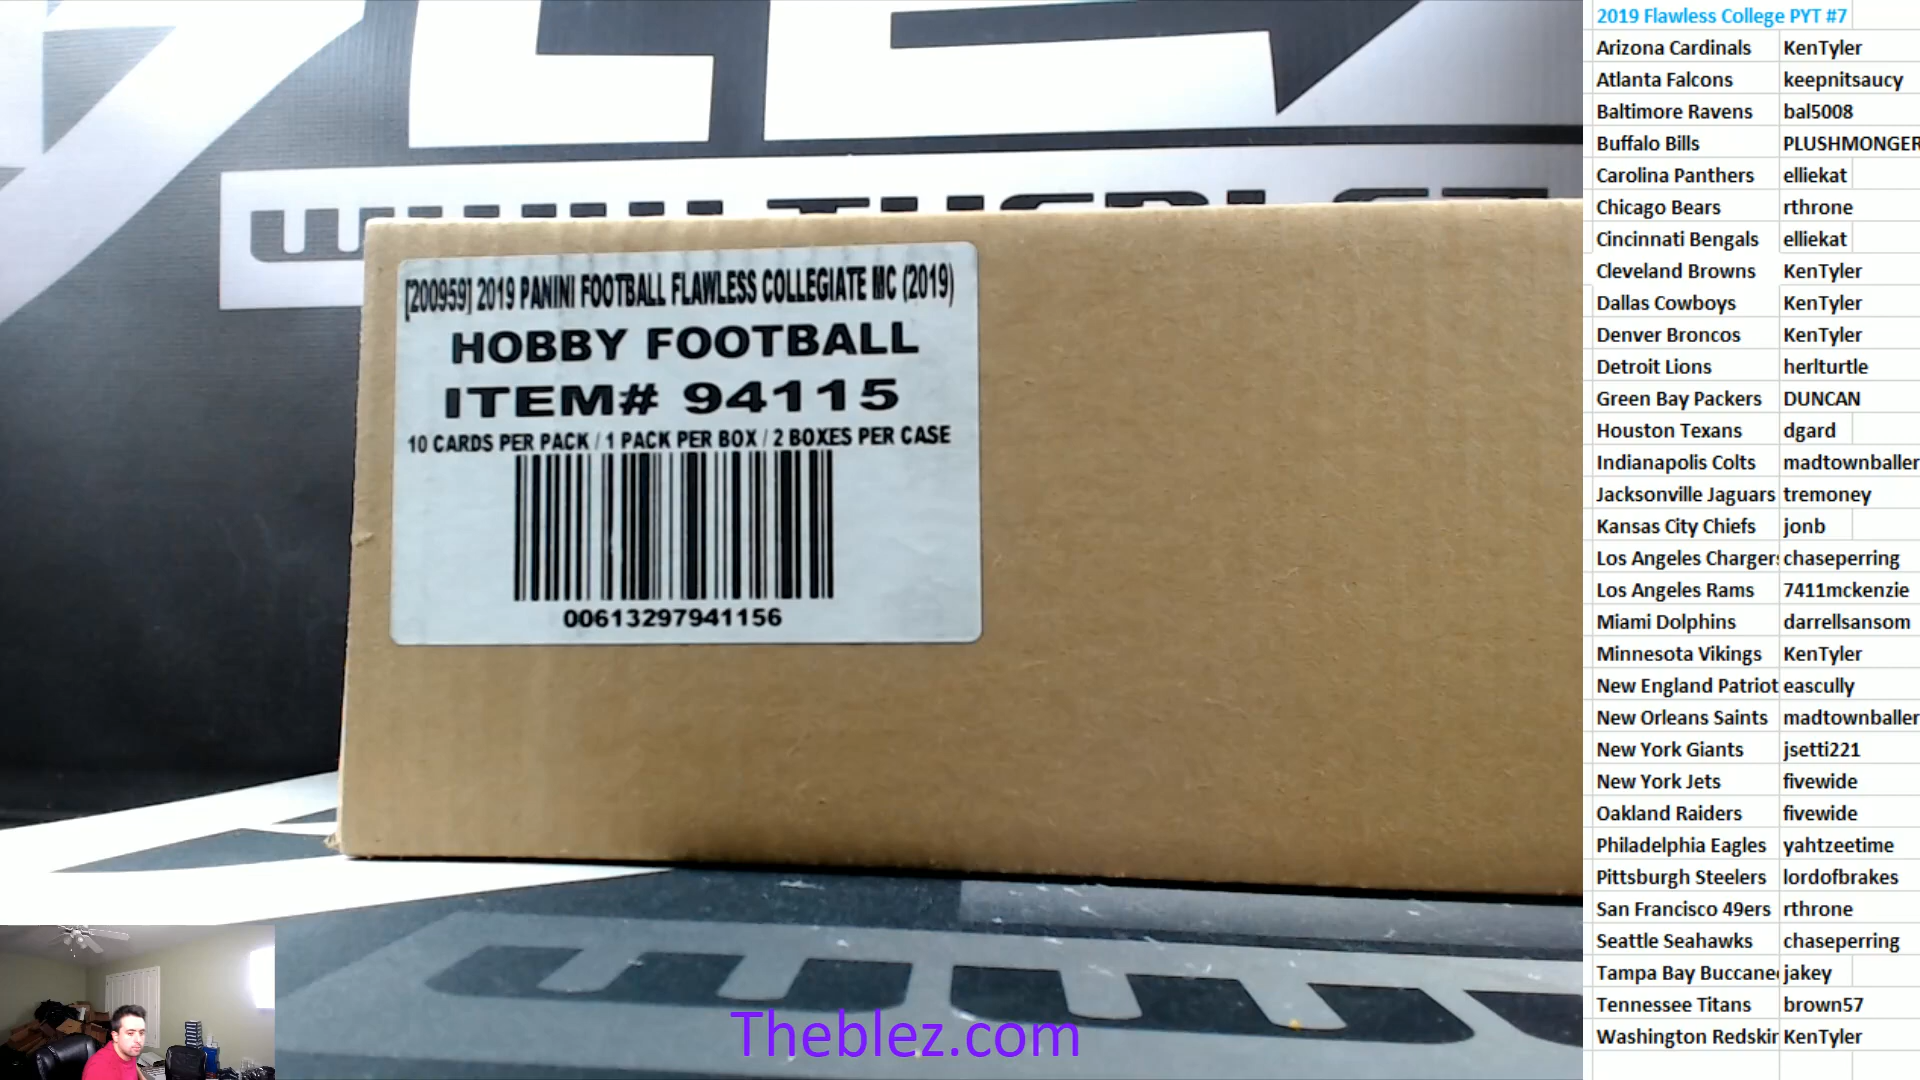 2019 Flawless College PYT #7
Arizona Cardinals KenTyler
Atlanta Falcons keepnitsaucy
Baltimore Ravens bal5008
Buffalo Bills PLUSHMONGER
Carolina Panthers elliekat
Chicago Bears rthrone
Cincinnati Bengals elliekat
Cleveland Browns KenTyler
Dallas Cowboys KenTyler
Denver Broncos KenTyler
Detroit Lions herlturtle
Green Bay Packers DUNCAN
Houston Texans dgard
Indianapolis Colts madtownballer
Jacksonville Jaguars tremoney
Kansas City Chiefs jonb
Los Angeles Chargers chaseperring
Los Angeles Rams 7411mckenzie
Miami Dolphins darrellsansom
Minnesota Vikings KenTyler
New England Patriot eascully
New Orleans Saints madtownballer
New York Giants jsetti221
New York Jets fivewide
Oakland Raiders fivewide
Philadelphia Eagles yahtzeetime
Pittsburgh Steelers lordofbrakes
San Francisco 49ers rthrone
Seattle Seahawks chaseperring
Tampa Bay Buccane jakey
Tennessee Titans brown57
Washington Redskin KenTyler
[200959] 2019 PANINI FOOTBALL FLAWLESS COLLEGIATE MC (2019)
HOBBY FOOTBALL
ITEM# 94115
10 CARDS PER PACK / 1 PACK PER BOX / 2 BOXES PER CASE
00613297941156
Theblez.com